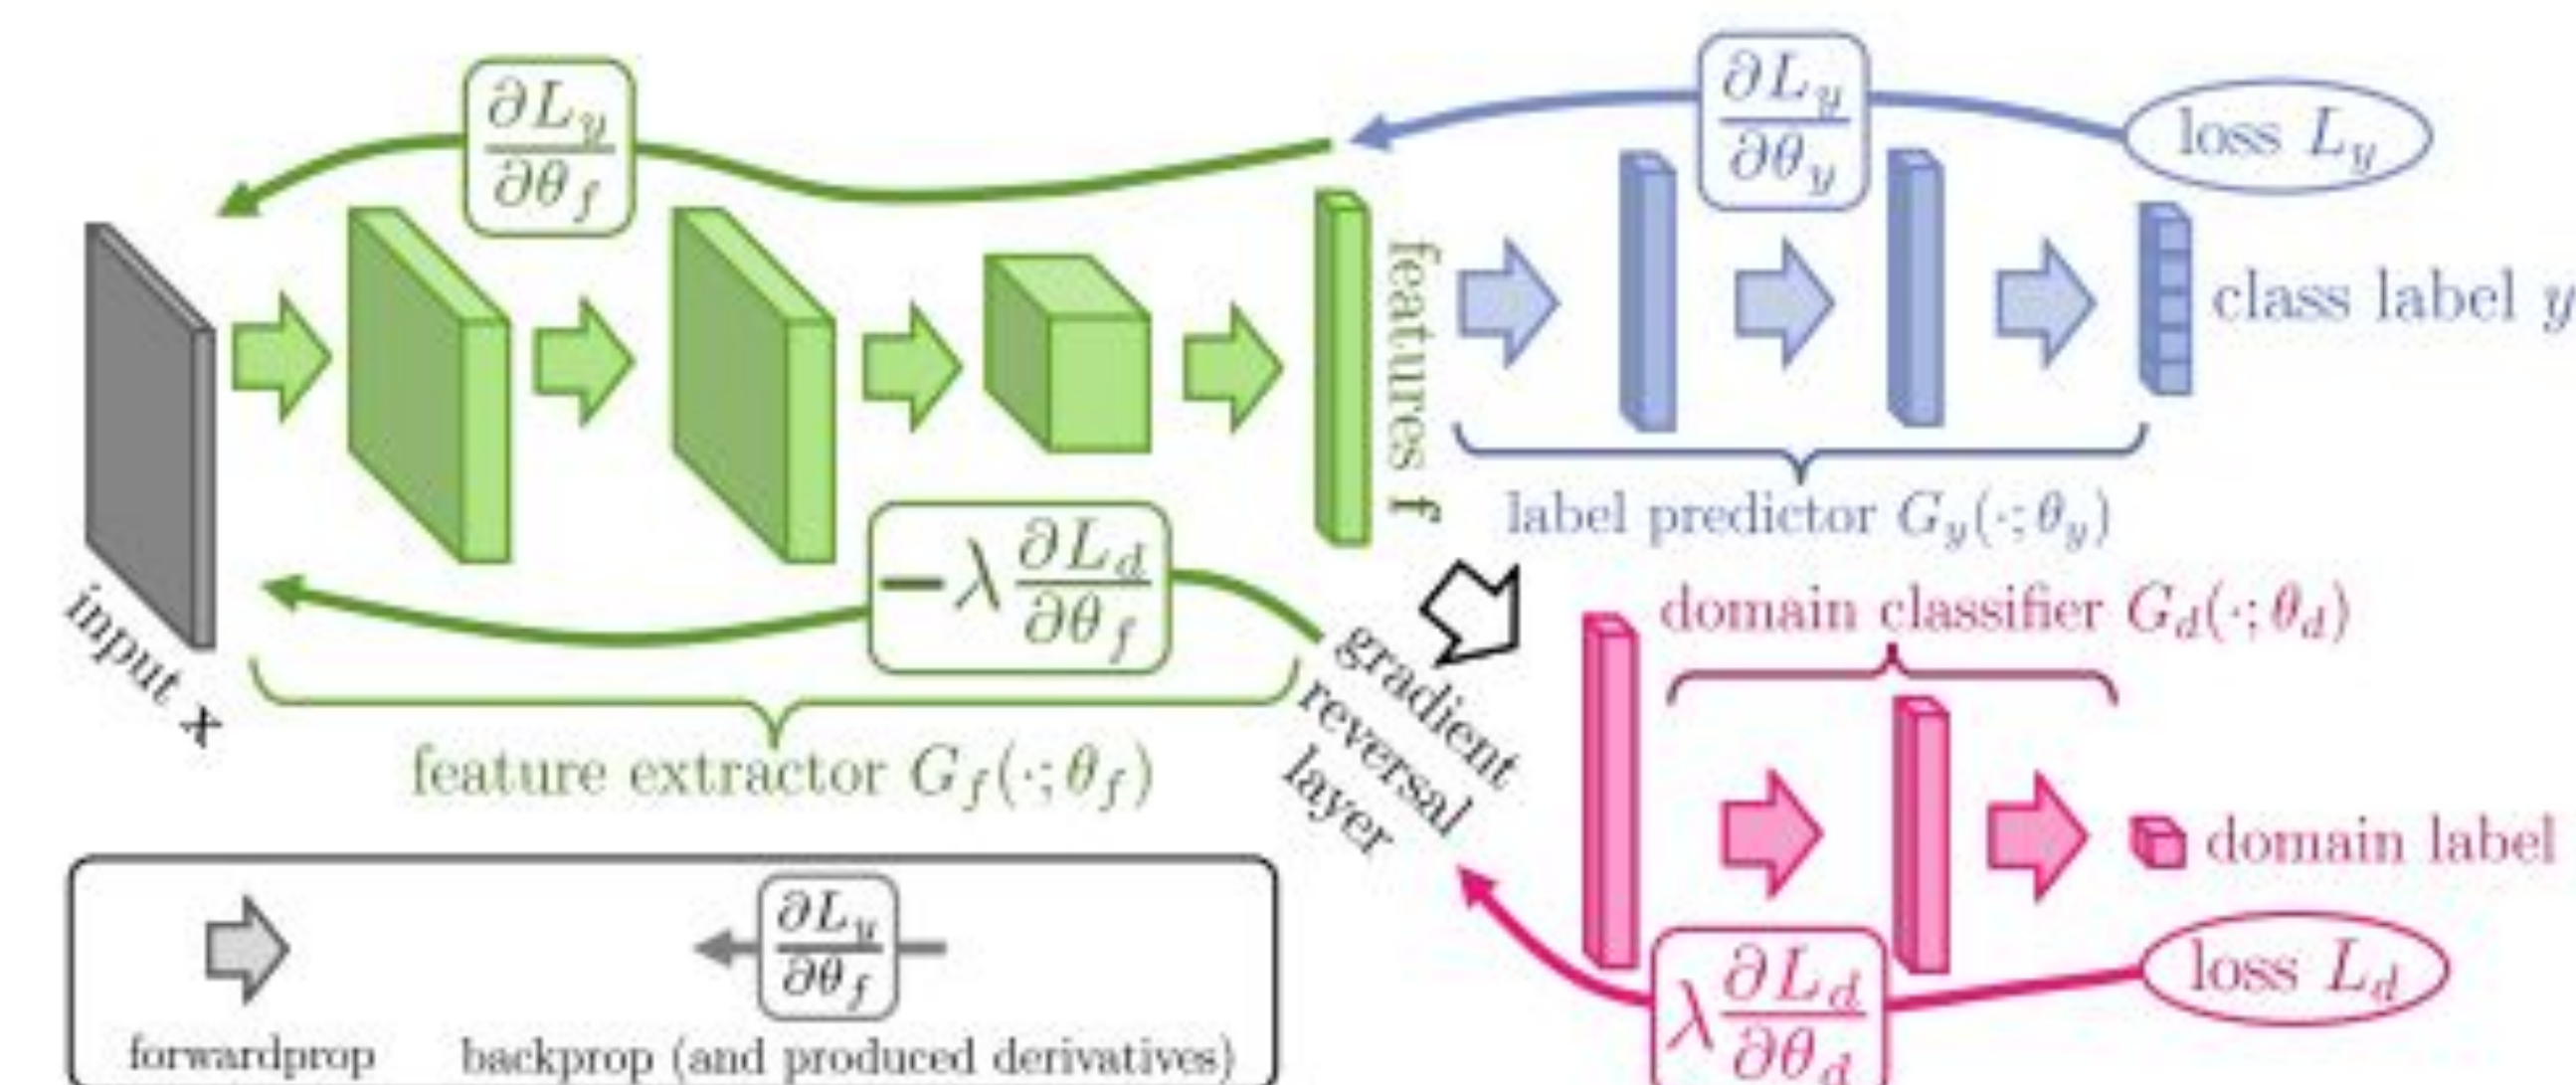 ∂L_y
∂θ_f
∂L_y
∂θ_y
loss L_y
features f
class label y
label predictor G_y(·; θ_y)
input x
−λ ∂L_d
∂θ_f
feature extractor G_f(·; θ_f)
gradient
reversal
layer
domain classifier G_d(·; θ_d)
domain label
loss L_d
λ ∂L_d
∂θ_d
∂L_y
∂θ_f
forwardprop
backprop (and produced derivatives)